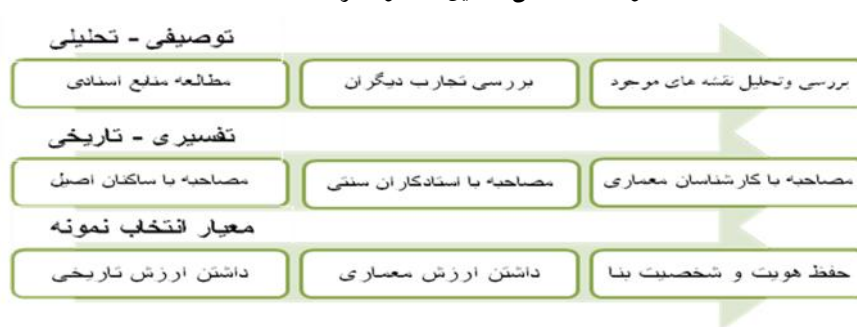 توصیفی - تحلیلی
بررسی وتحلیل نقشه های موجود بررسی تجارب دیگران مطالعه منابع اسنادی
تفسیری - تاریخی
مصاحبه با کارشناسان معماری مصاحبه با استادکاران سنتی مصاحبه با ساکنان اصیل
معیار انتخاب نمونه
حفظ هویت و شخصیت بنا داشتن ارزش معماری داشتن ارزش تاریخی